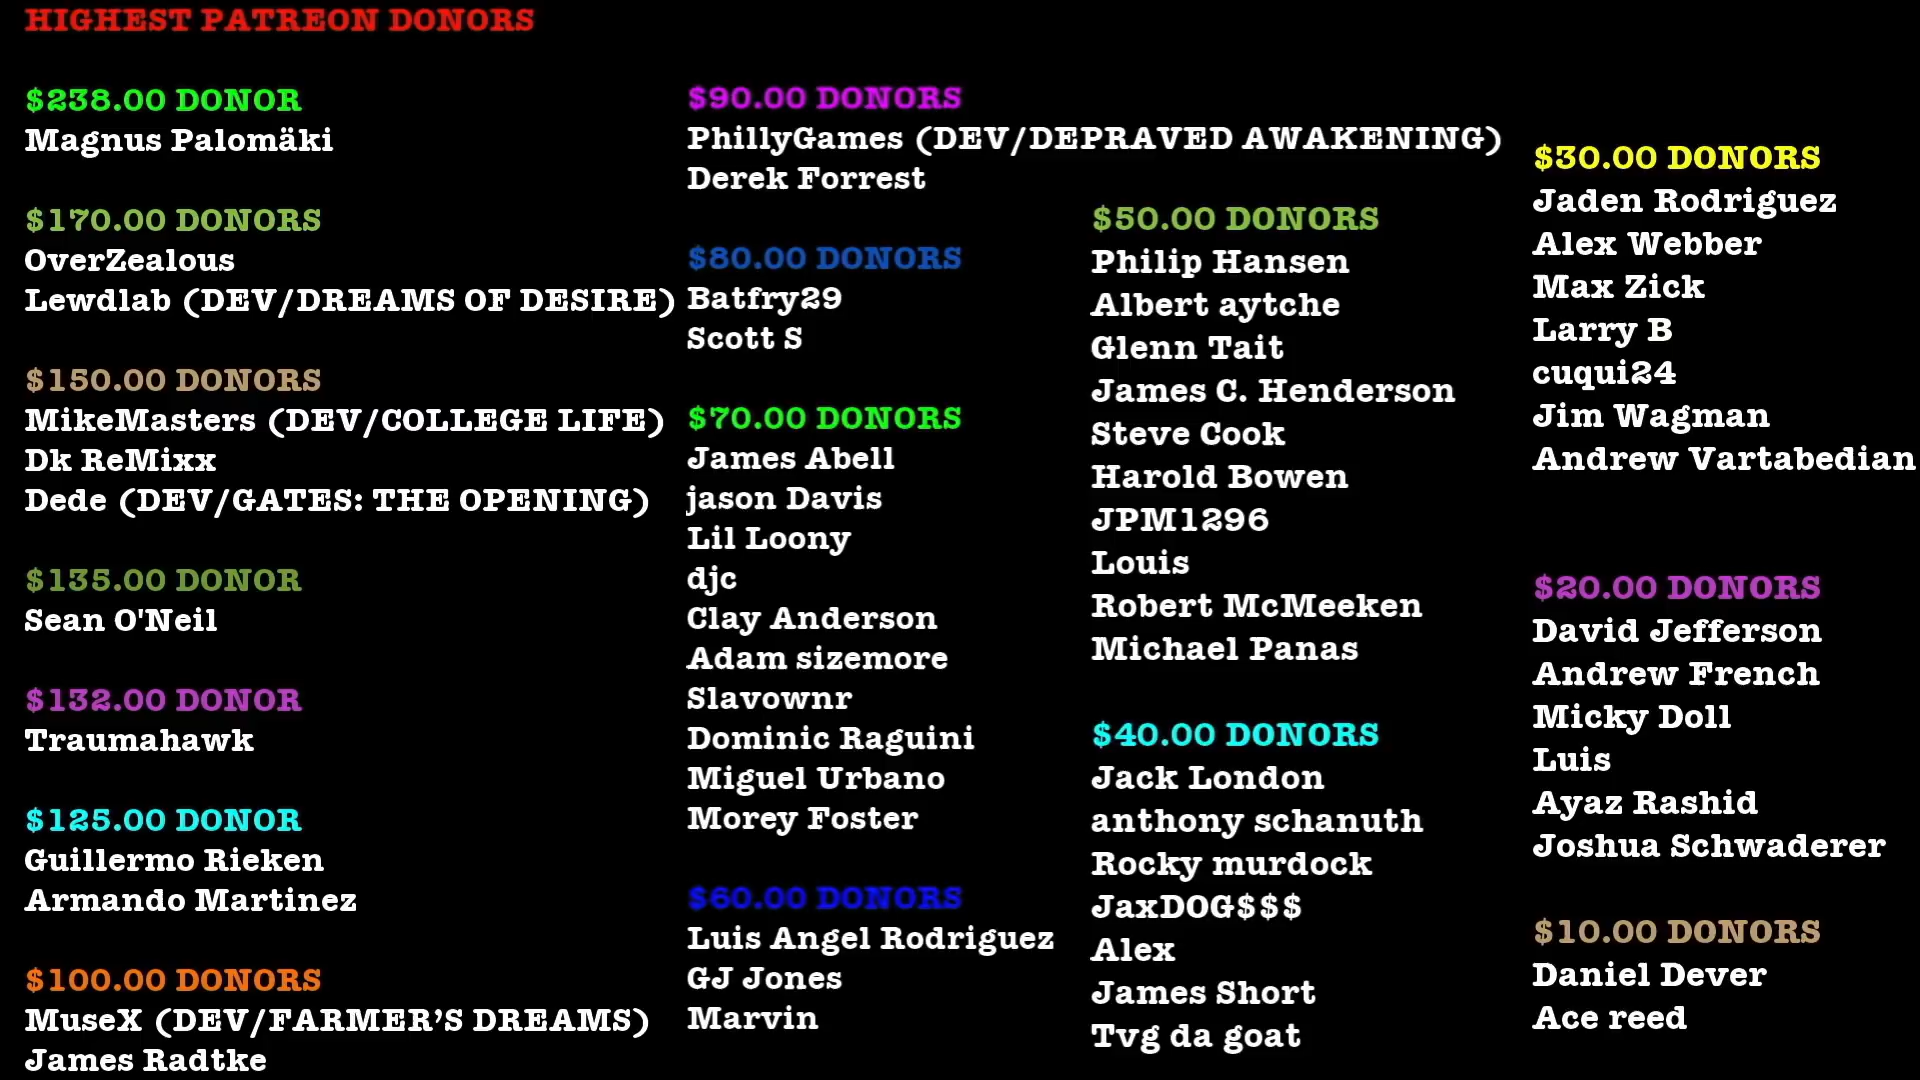 HIGHEST PATREON DONORS
$238.00 DONOR
Magnus Palomäki
$170.00 DONORS
OverZealous
Lewdlab (DEV/DREAMS OF DESIRE)
$150.00 DONORS
MikeMasters (DEV/COLLEGE LIFE)
Dk ReMixx
Dede (DEV/GATES: THE OPENING)
$135.00 DONOR
Sean O'Neil
$132.00 DONOR
Traumahawk
$125.00 DONOR
Guillermo Rieken
Armando Martinez
$100.00 DONORS
MuseX (DEV/FARMER’S DREAMS)
James Radtke
$90.00 DONORS
PhillyGames (DEV/DEPRAVED AWAKENING)
Derek Forrest
$80.00 DONORS
Batfry29
Scott S
$70.00 DONORS
James Abell
jason Davis
Lil Loony
djc
Clay Anderson
Adam sizemore
Slavownr
Dominic Raguini
Miguel Urbano
Morey Foster
$60.00 DONORS
Luis Angel Rodriguez
GJ Jones
Marvin
$50.00 DONORS
Philip Hansen
Albert aytche
Glenn Tait
James C. Henderson
Steve Cook
Harold Bowen
JPM1296
Louis
Robert McMeeken
Michael Panas
$40.00 DONORS
Jack London
anthony schanuth
Rocky murdock
JaxDOG$$$
Alex
James Short
Tvg da goat
$30.00 DONORS
Jaden Rodriguez
Alex Webber
Max Zick
Larry B
cuqui24
Jim Wagman
Andrew Vartabedian
$20.00 DONORS
David Jefferson
Andrew French
Micky Doll
Luis
Ayaz Rashid
Joshua Schwaderer
$10.00 DONORS
Daniel Dever
Ace reed